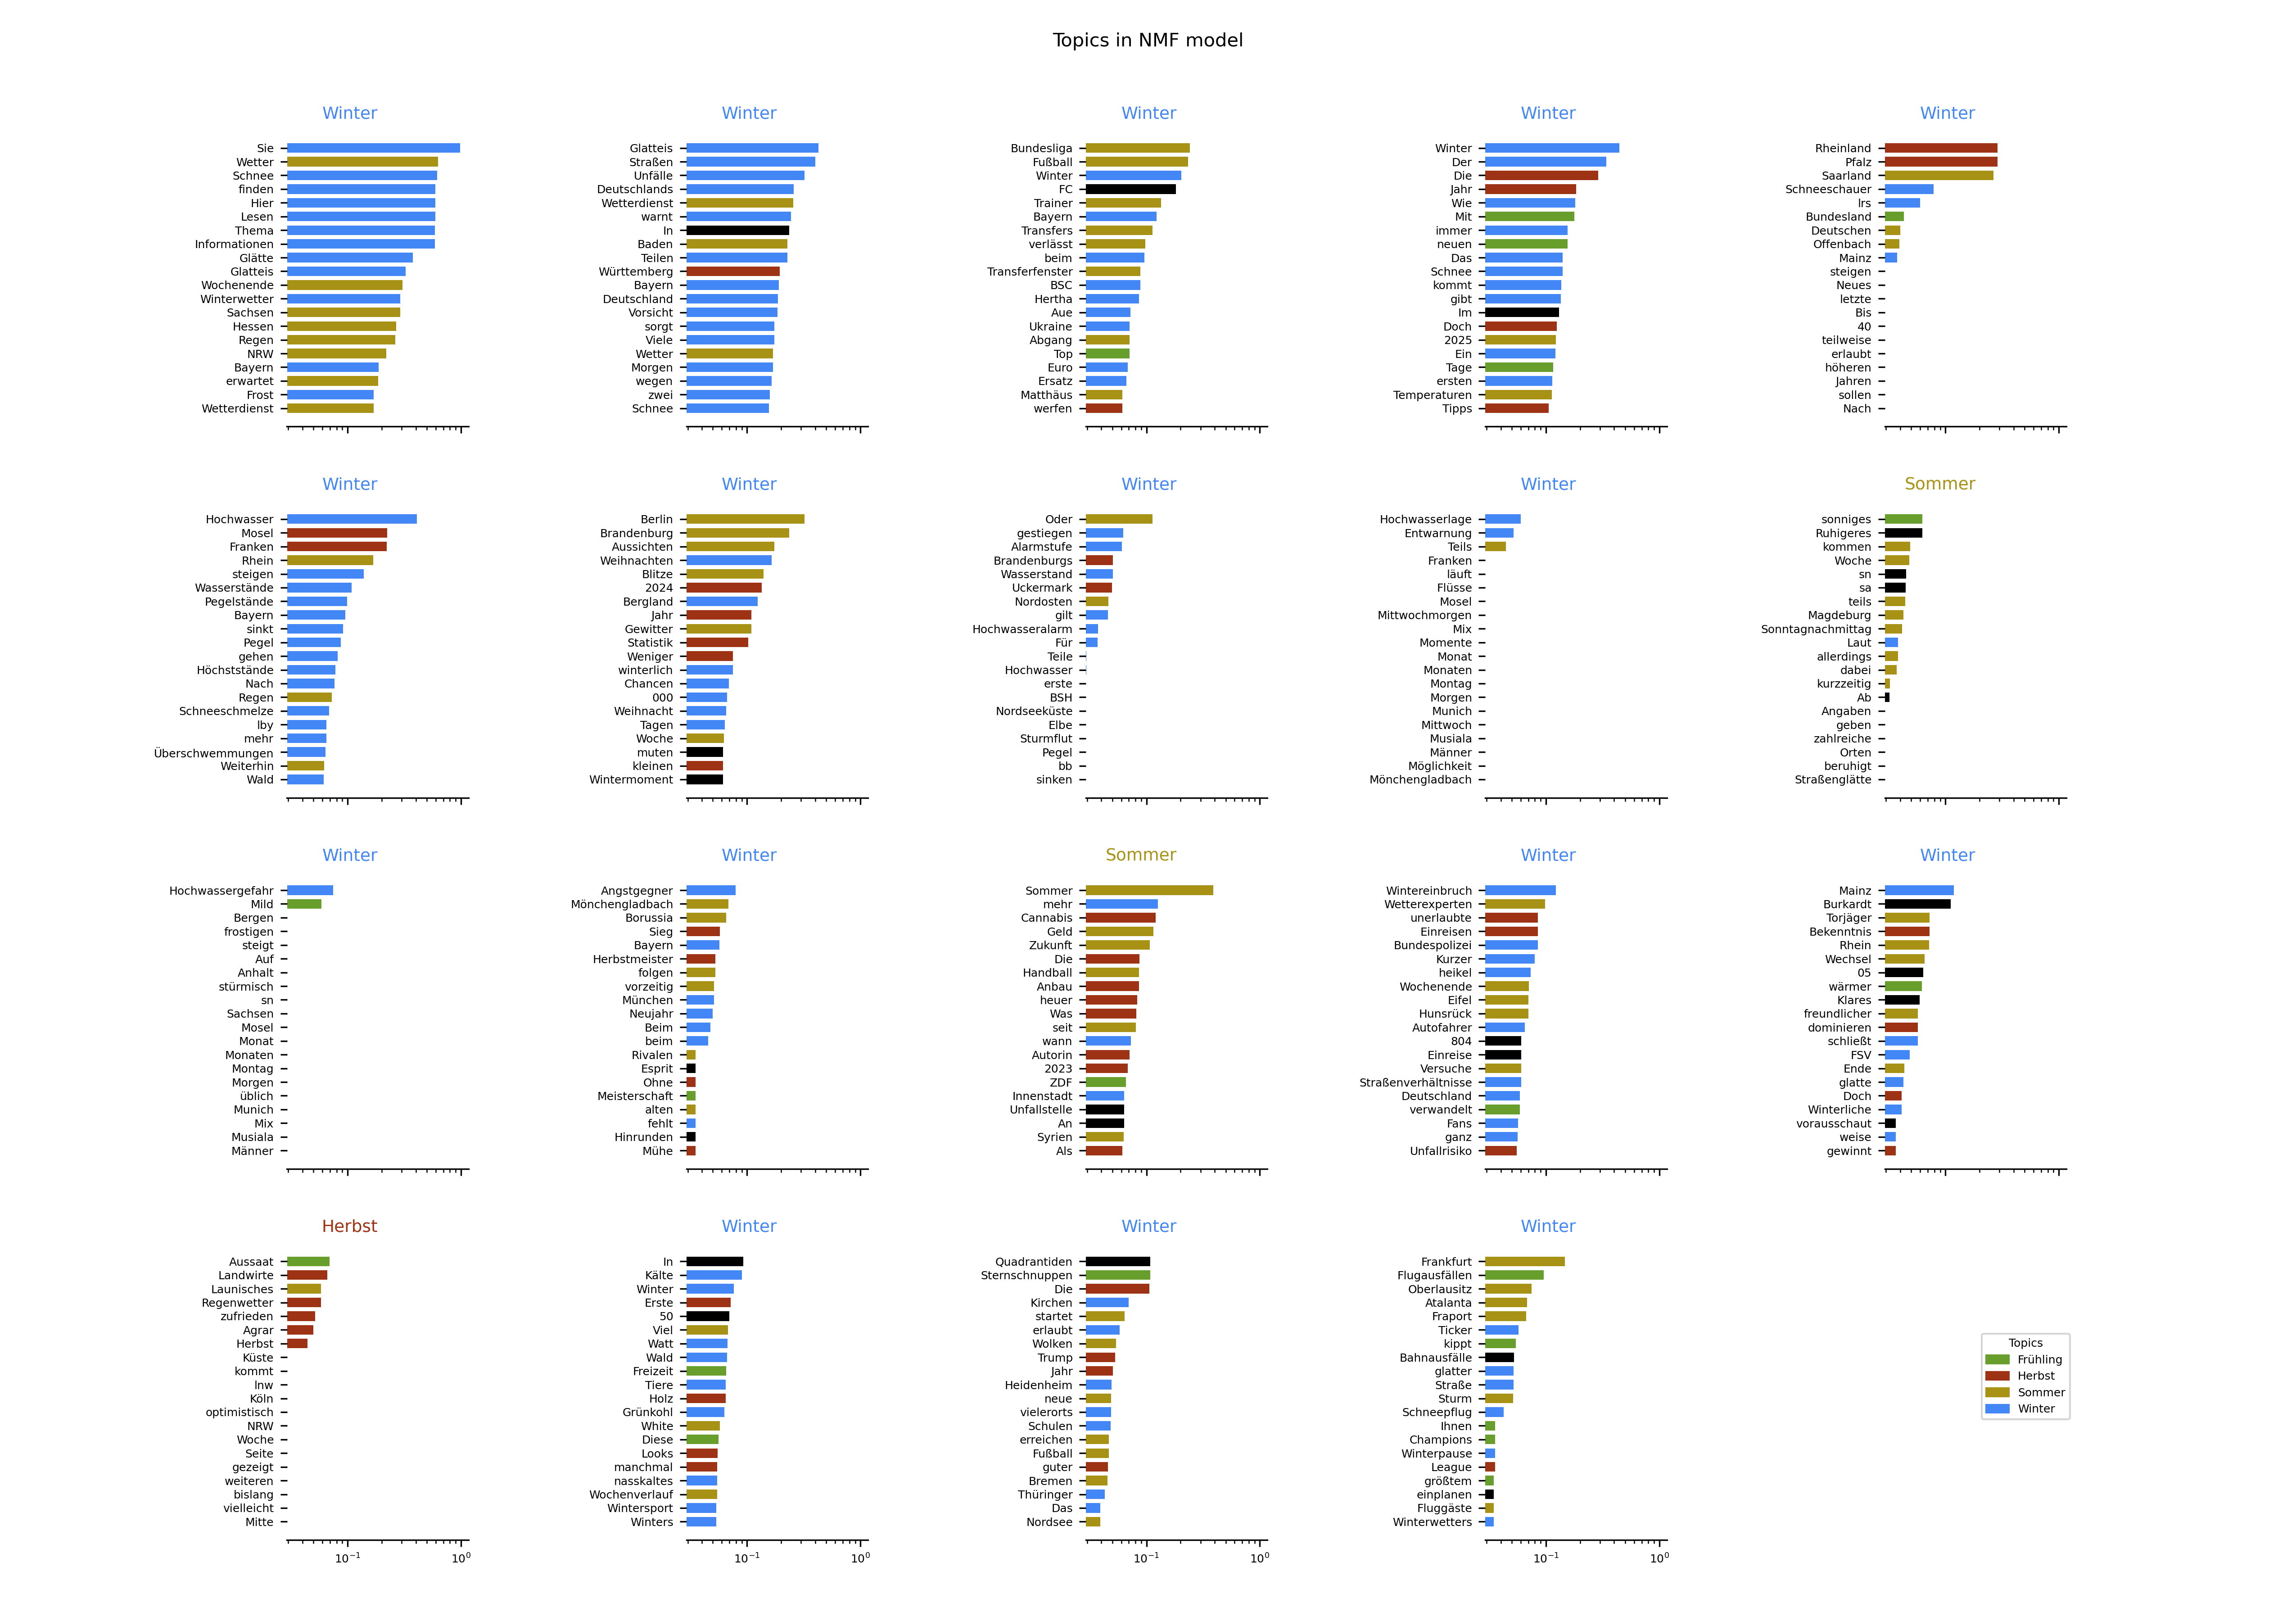 Topics in NMF model
Winter
Sie
Wetter
Schnee
finden
Hier
Lesen
Thema
Informationen
Glätte
Glatteis
Wochenende
Winterwetter
Sachsen
Hessen
Regen
NRW
Bayern
erwartet
Frost
Wetterdienst
Winter
Glatteis
Straßen
Unfälle
Deutschlands
Wetterdienst
warnt
In
Baden
Teilen
Württemberg
Bayern
Deutschland
Vorsicht
sorgt
Viele
Wetter
Morgen
wegen
zwei
Schnee
Winter
Bundesliga
Fußball
Winter
FC
Trainer
Bayern
Transfers
verlässt
beim
Transferfenster
BSC
Hertha
Aue
Ukraine
Abgang
Top
Euro
Ersatz
Matthäus
werfen
Winter
Winter
Der
Die
Jahr
Wie
Mit
immer
neuen
Das
Schnee
kommt
gibt
Im
Doch
2025
Ein
Tage
ersten
Temperaturen
Tipps
Winter
Rheinland
Pfalz
Saarland
Schneeschauer
lrs
Bundesland
Deutschen
Offenbach
Mainz
steigen
Neues
letzte
Bis
40
teilweise
erlaubt
höheren
Jahren
sollen
Nach
Winter
Hochwasser
Mosel
Franken
Rhein
steigen
Wasserstände
Pegelstände
Bayern
sinkt
Pegel
gehen
Höchststände
Nach
Regen
Schneeschmelze
lby
mehr
Überschwemmungen
Weiterhin
Wald
Winter
Berlin
Brandenburg
Aussichten
Weihnachten
Blitze
2024
Bergland
Jahr
Gewitter
Statistik
Weniger
winterlich
Chancen
000
Weihnacht
Tagen
Woche
muten
kleinen
Wintermoment
Winter
Oder
gestiegen
Alarmstufe
Brandenburgs
Wasserstand
Uckermark
Nordosten
gilt
Hochwasseralarm
Für
Teile
Hochwasser
erste
BSH
Nordseeküste
Elbe
Sturmflut
Pegel
bb
sinken
Winter
Hochwasserlage
Entwarnung
Teils
Franken
läuft
Flüsse
Mosel
Mittwochmorgen
Mix
Momente
Monat
Monaten
Montag
Morgen
Munich
Mittwoch
Musiala
Männer
Möglichkeit
Mönchengladbach
Sommer
sonniges
Ruhigeres
kommen
Woche
sn
sa
teils
Magdeburg
Sonntagnachmittag
Laut
allerdings
dabei
kurzzeitig
Ab
Angaben
geben
zahlreiche
Orten
beruhigt
Straßenglätte
Winter
Hochwassergefahr
Mild
Bergen
frostigen
steigt
Auf
Anhalt
stürmisch
sn
Sachsen
Mosel
Monat
Monaten
Montag
Morgen
üblich
Munich
Mix
Musiala
Männer
Winter
Angstgegner
Mönchengladbach
Borussia
Sieg
Bayern
Herbstmeister
folgen
vorzeitig
München
Neujahr
Beim
beim
Rivalen
Esprit
Ohne
Meisterschaft
alten
fehlt
Hinrunden
Mühe
Sommer
Sommer
mehr
Cannabis
Geld
Zukunft
Die
Handball
Anbau
heuer
Was
seit
wann
Autorin
2023
ZDF
Innenstadt
Unfallstelle
An
Syrien
Als
Winter
Wintereinbruch
Wetterexperten
unerlaubte
Einreisen
Bundespolizei
Kurzer
heikel
Wochenende
Eifel
Hunsrück
Autofahrer
804
Einreise
Versuche
Straßenverhältnisse
Deutschland
verwandelt
Fans
ganz
Unfallrisiko
Winter
Mainz
Burkardt
Torjäger
Bekenntnis
Rhein
Wechsel
05
wärmer
Klares
freundlicher
dominieren
schließt
FSV
Ende
glatte
Doch
Winterliche
vorausschaut
weise
gewinnt
Herbst
Aussaat
Landwirte
Launisches
Regenwetter
zufrieden
Agrar
Herbst
Küste
kommt
lnw
Köln
optimistisch
NRW
Woche
Seite
gezeigt
weiteren
bislang
vielleicht
Mitte
10⁻¹ 10⁰
Winter
In
Kälte
Winter
Erste
50
Viel
Watt
Wald
Freizeit
Tiere
Holz
Grünkohl
White
Diese
Looks
manchmal
nasskaltes
Wochenverlauf
Wintersport
Winters
10⁻¹ 10⁰
Winter
Quadrantiden
Sternschnuppen
Die
Kirchen
startet
erlaubt
Wolken
Trump
Jahr
Heidenheim
neue
vielerorts
Schulen
erreichen
Fußball
guter
Bremen
Thüringer
Das
Nordsee
10⁻¹ 10⁰
Winter
Frankfurt
Flugausfällen
Oberlausitz
Atalanta
Fraport
Ticker
kippt
Bahnausfälle
glatter
Straße
Sturm
Schneepflug
Ihnen
Champions
Winterpause
League
größtem
einplanen
Fluggäste
Winterwetters
10⁻¹ 10⁰
Topics
Frühling
Herbst
Sommer
Winter